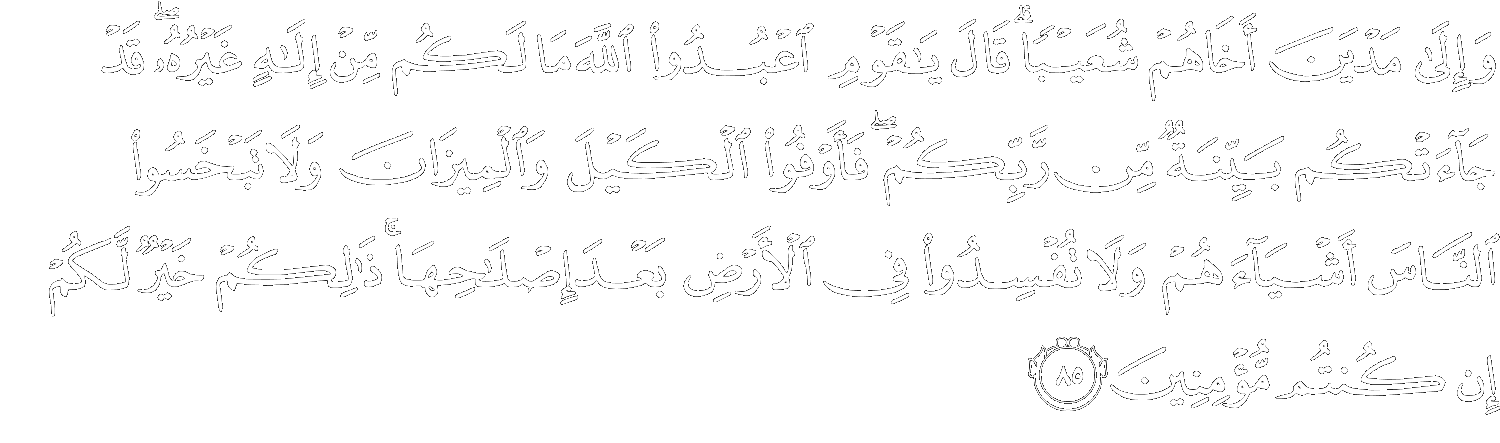 وَإِلَىٰ مَدْيَنَ أَخَاهُمْ شُعَيْبًا ۗ قَالَ يَـٰقَوْمِ ٱعْبُدُوا۟ ٱللَّهَ مَا لَكُم مِّنْ إِلَـٰهٍ غَيْرُهُۥ ۖ قَدْ
جَآءَتْكُم بَيِّنَةٌ مِّن رَّبِّكُمْ ۖ فَأَوْفُوا۟ ٱلْكَيْلَ وَٱلْمِيزَانَ وَلَا تَبْخَسُوا۟
ٱلنَّاسَ أَشْيَآءَهُمْ وَلَا تُفْسِدُوا۟ فِى ٱلْأَرْضِ بَعْدَ إِصْلَـٰحِهَا ۚ ذَٰلِكُمْ خَيْرٌ لَّكُمْ
إِن كُنتُم مُّؤْمِنِينَ ٨٥